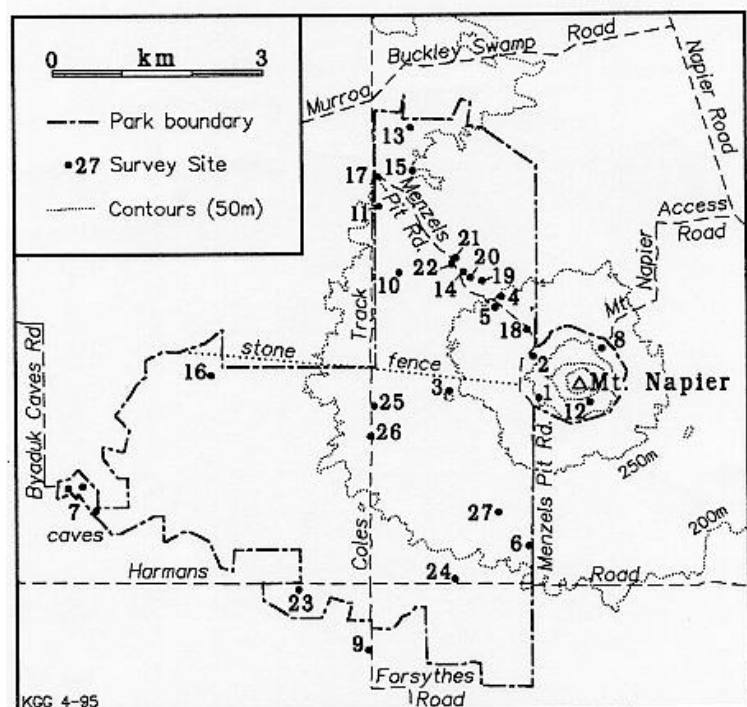 0 km 3
Park boundary
27 Survey Site
Contours (50m)
Murroa
Buckley Swamp Road
Napier Road
Access Road
Mt. Napier
13
15
17
Menzels Pit Rd.
11
21
22
20
14
19
10
4
5
18
8
2
Track
stone fence
Byaduk Caves Rd
16
3
1
Mt. Napier
12
25
26
250m
Menzels Pit Rd.
7
caves
27
200m
6
Coles
Harmans Road
24
23
9
Forsythes Road
KGG 4-95